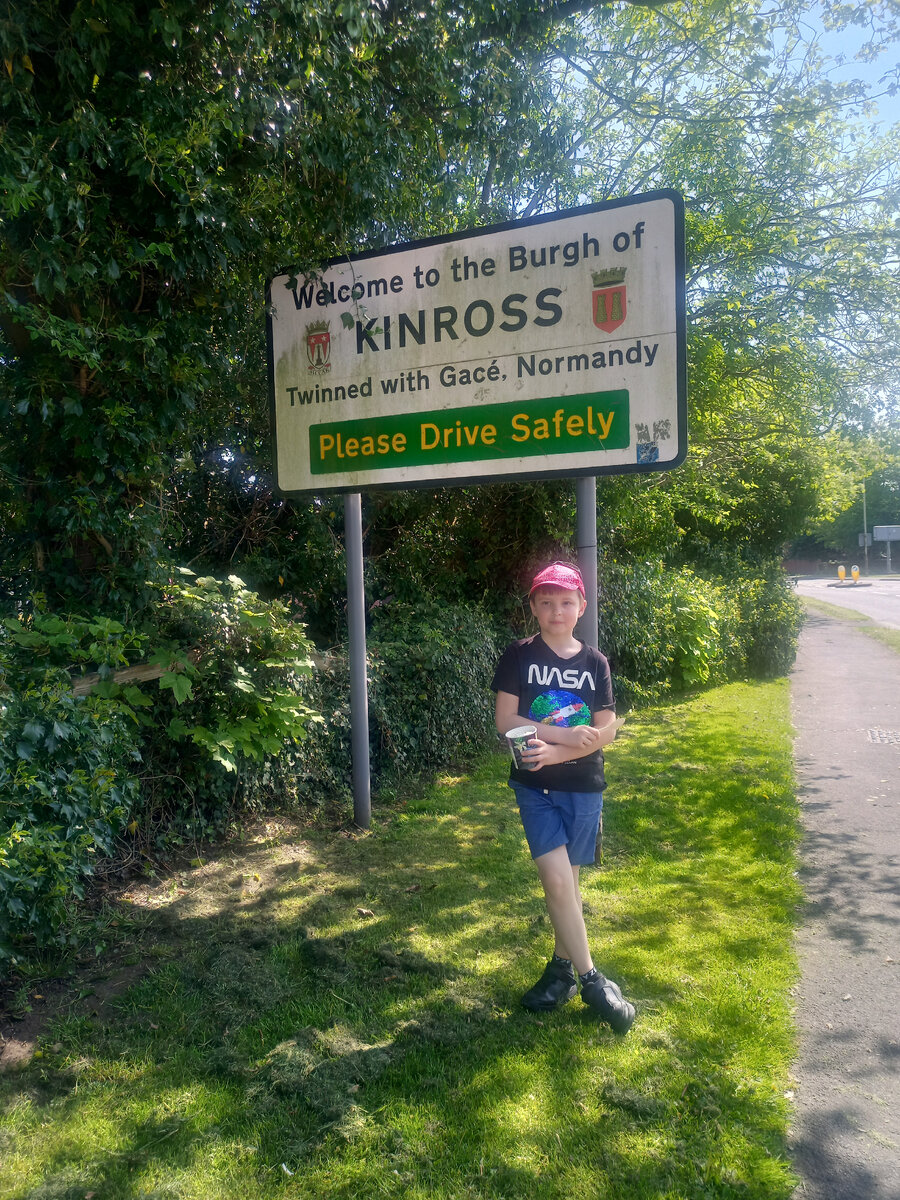 Welcome to the Burgh of
KINROSS
Twinned with Gacé, Normandy
Please Drive Safely
NASA